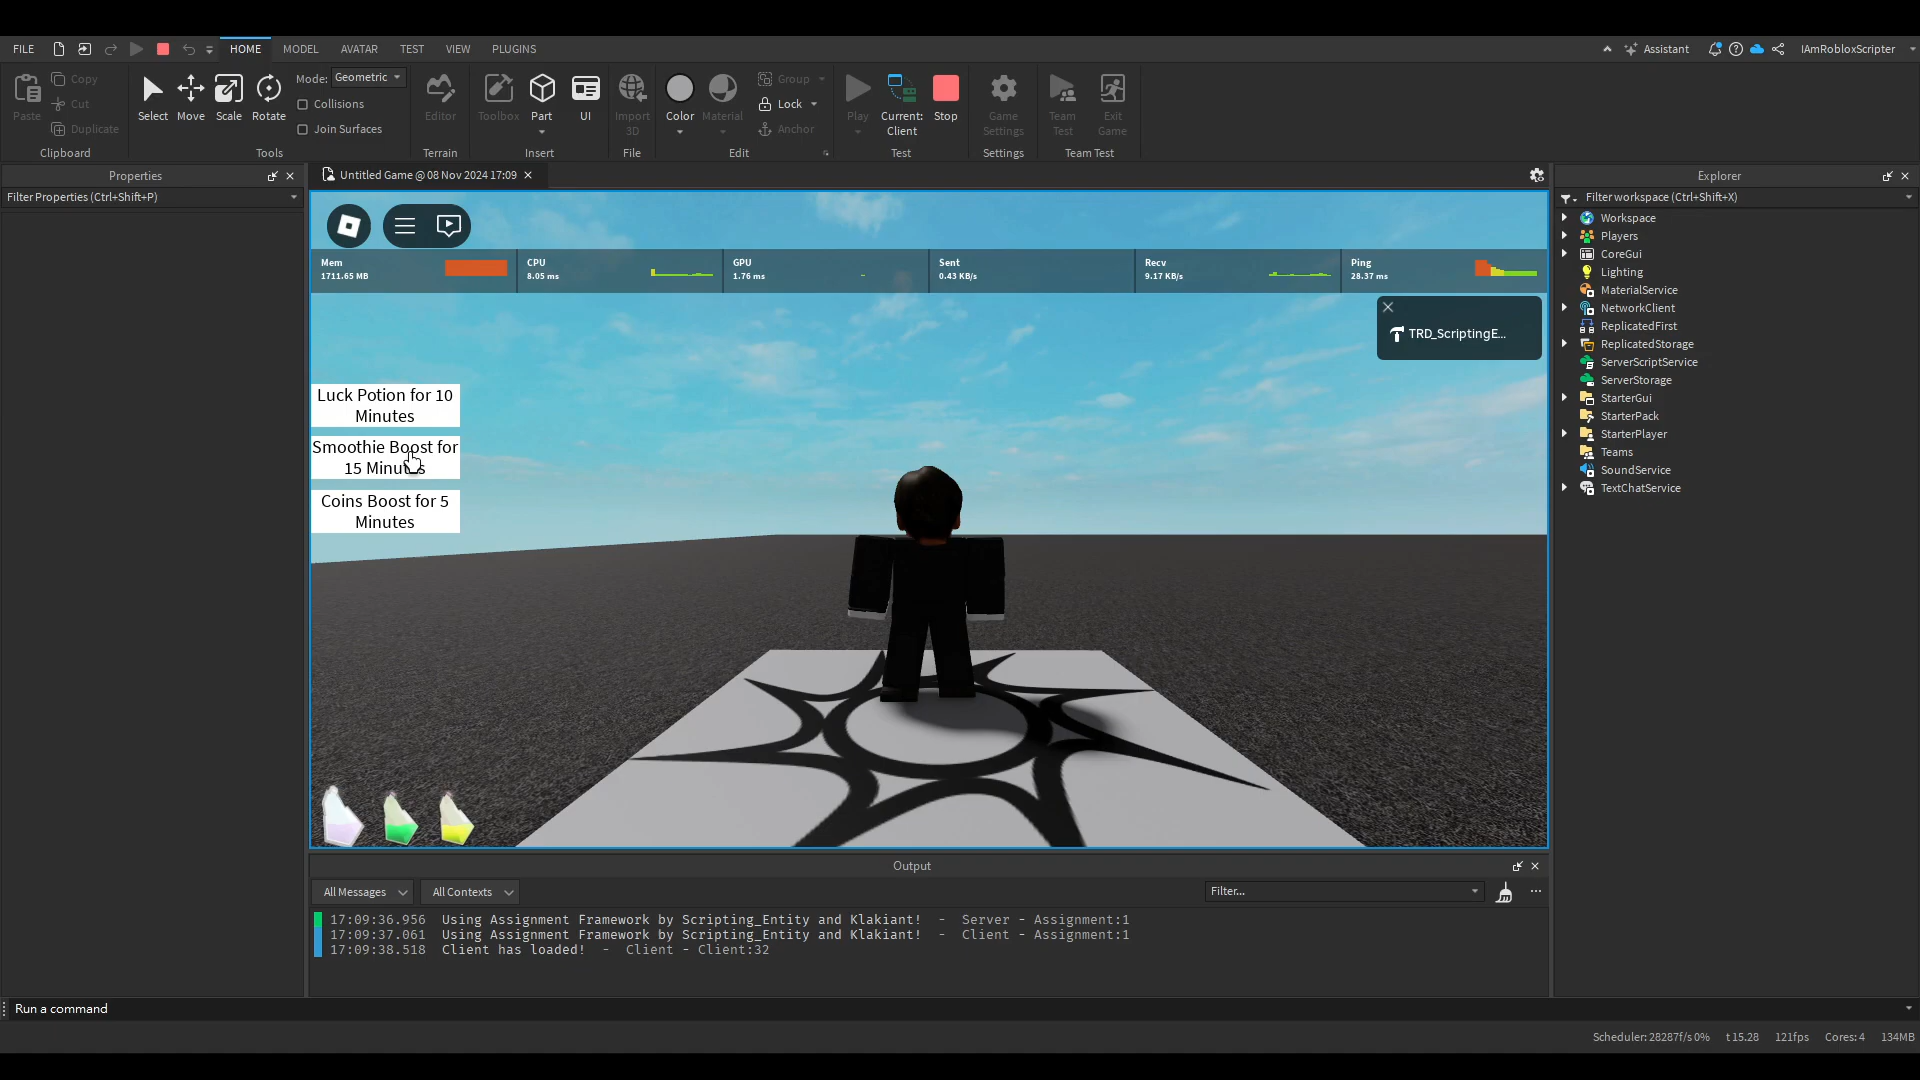 FILE HOME MODEL AVATAR TEST VIEW PLUGINS Assistant IAmRobloxScripter
Paste Copy Cut Duplicate Clipboard
Select Move Scale Rotate Mode: Geometric Collisions Join Surfaces Tools
Editor Terrain
Toolbox Part UI Insert
Import 3D File
Color Material Group Lock Anchor Edit
Play Current: Client Stop Test
Game Settings Settings
Team Test Exit Game Team Test
Properties
Filter Properties (Ctrl+Shift+P)
Untitled Game @ 08 Nov 2024 17:09
Mem CPU GPU Sent Recv Ping
1711.65 MB 8.05 ms 1.76 ms 0.43 KB/s 9.17 KB/s 28.37 ms
TRD_ScriptingE...
Luck Potion for 10
Minutes
Smoothie Boost for
15 Minutes
Coins Boost for 5
Minutes
Explorer
Filter workspace (Ctrl+Shift+X)
Workspace
Players
CoreGui
Lighting
MaterialService
NetworkClient
ReplicatedFirst
ReplicatedStorage
ServerScriptService
ServerStorage
StarterGui
StarterPack
StarterPlayer
Teams
SoundService
TextChatService
Output
All Messages All Contexts Filter...
17:09:36.956 Using Assignment Framework by Scripting_Entity and Klakiant! - Server - Assignment:1
17:09:37.061 Using Assignment Framework by Scripting_Entity and Klakiant! - Client - Assignment:1
17:09:38.518 Client has loaded! - Client - Client:32
Run a command
Scheduler: 28287f/s 0% t 15.28 121fps Cores: 4 134MB